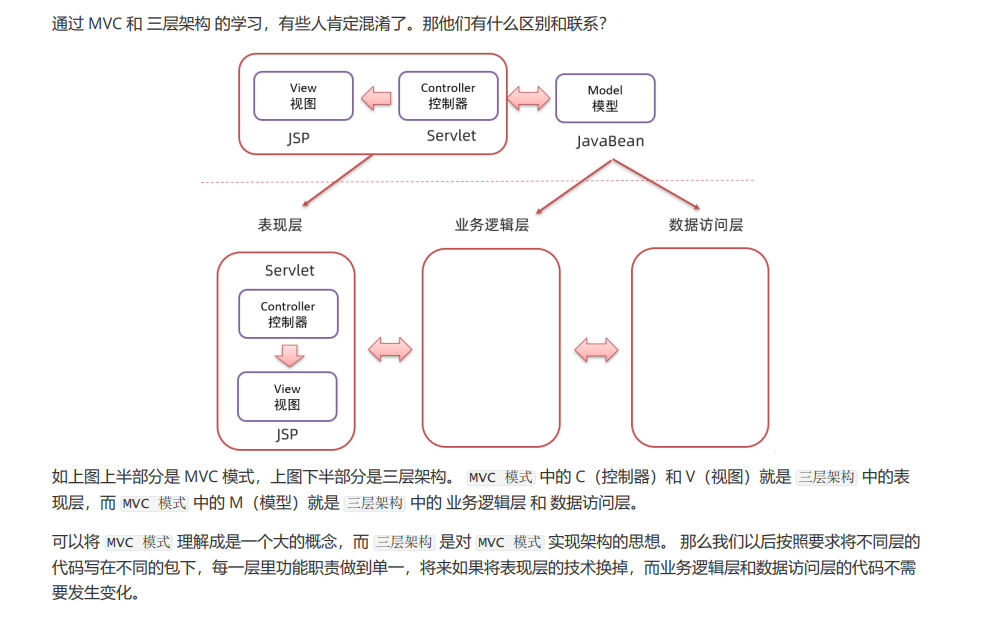 通过 MVC 和 三层架构 的学习，有些人肯定混淆了。那他们有什么区别和联系？
View
视图
Controller
控制器
Model
模型
JSP
Servlet
JavaBean
表现层
业务逻辑层
数据访问层
Servlet
Controller
控制器
View
视图
JSP
如上图上半部分是 MVC 模式，上图下半部分是三层架构。 MVC 模式 中的 C（控制器）和 V（视图）就是 三层架构 中的表
现层，而 MVC 模式 中的 M（模型）就是 三层架构 中的 业务逻辑层 和 数据访问层。
可以将 MVC 模式 理解成是一个大的概念，而 三层架构 是对 MVC 模式 实现架构的思想。 那么我们以后按照要求将不同层的
代码写在不同的包下，每一层里功能职责做到单一，将来如果将表现层的技术换掉，而业务逻辑层和数据访问层的代码不需
要发生变化。